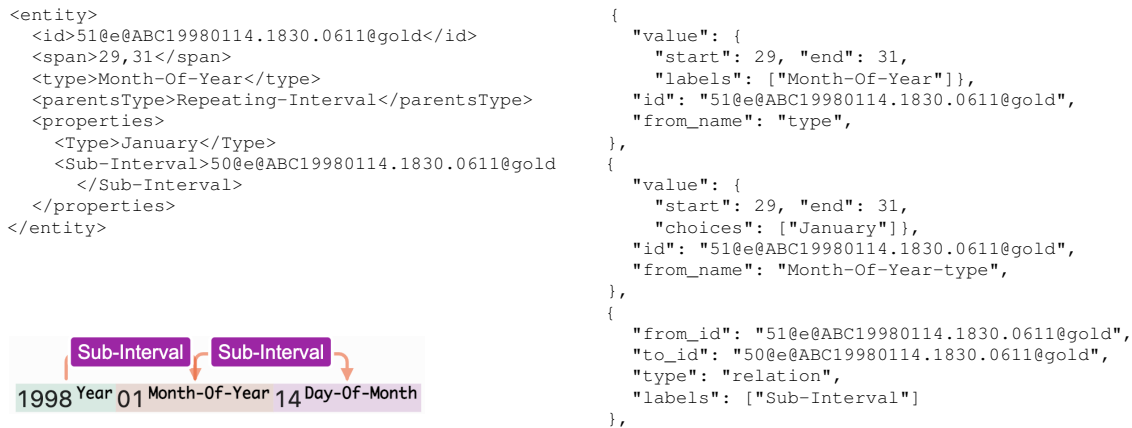 <entity>
<id>51@e@ABC19980114.1830.0611@gold</id>
<span>29,31</span>
<type>Month-Of-Year</type>
<parentsType>Repeating-Interval</parentsType>
<properties>
<Type>January</Type>
<Sub-Interval>50@e@ABC19980114.1830.0611@gold
</Sub-Interval>
</properties>
</entity>
Sub-Interval Sub-Interval
1998 Year 01 Month-Of-Year 14 Day-Of-Month
{
"value": {
"start": 29, "end": 31,
"labels": ["Month-Of-Year"]},
"id": "51@e@ABC19980114.1830.0611@gold",
"from_name": "type",
},
{
"value": {
"start": 29, "end": 31,
"choices": ["January"]},
"id": "51@e@ABC19980114.1830.0611@gold",
"from_name": "Month-Of-Year-type",
},
{
"from_id": "51@e@ABC19980114.1830.0611@gold",
"to_id": "50@e@ABC19980114.1830.0611@gold",
"type": "relation",
"labels": ["Sub-Interval"]
},